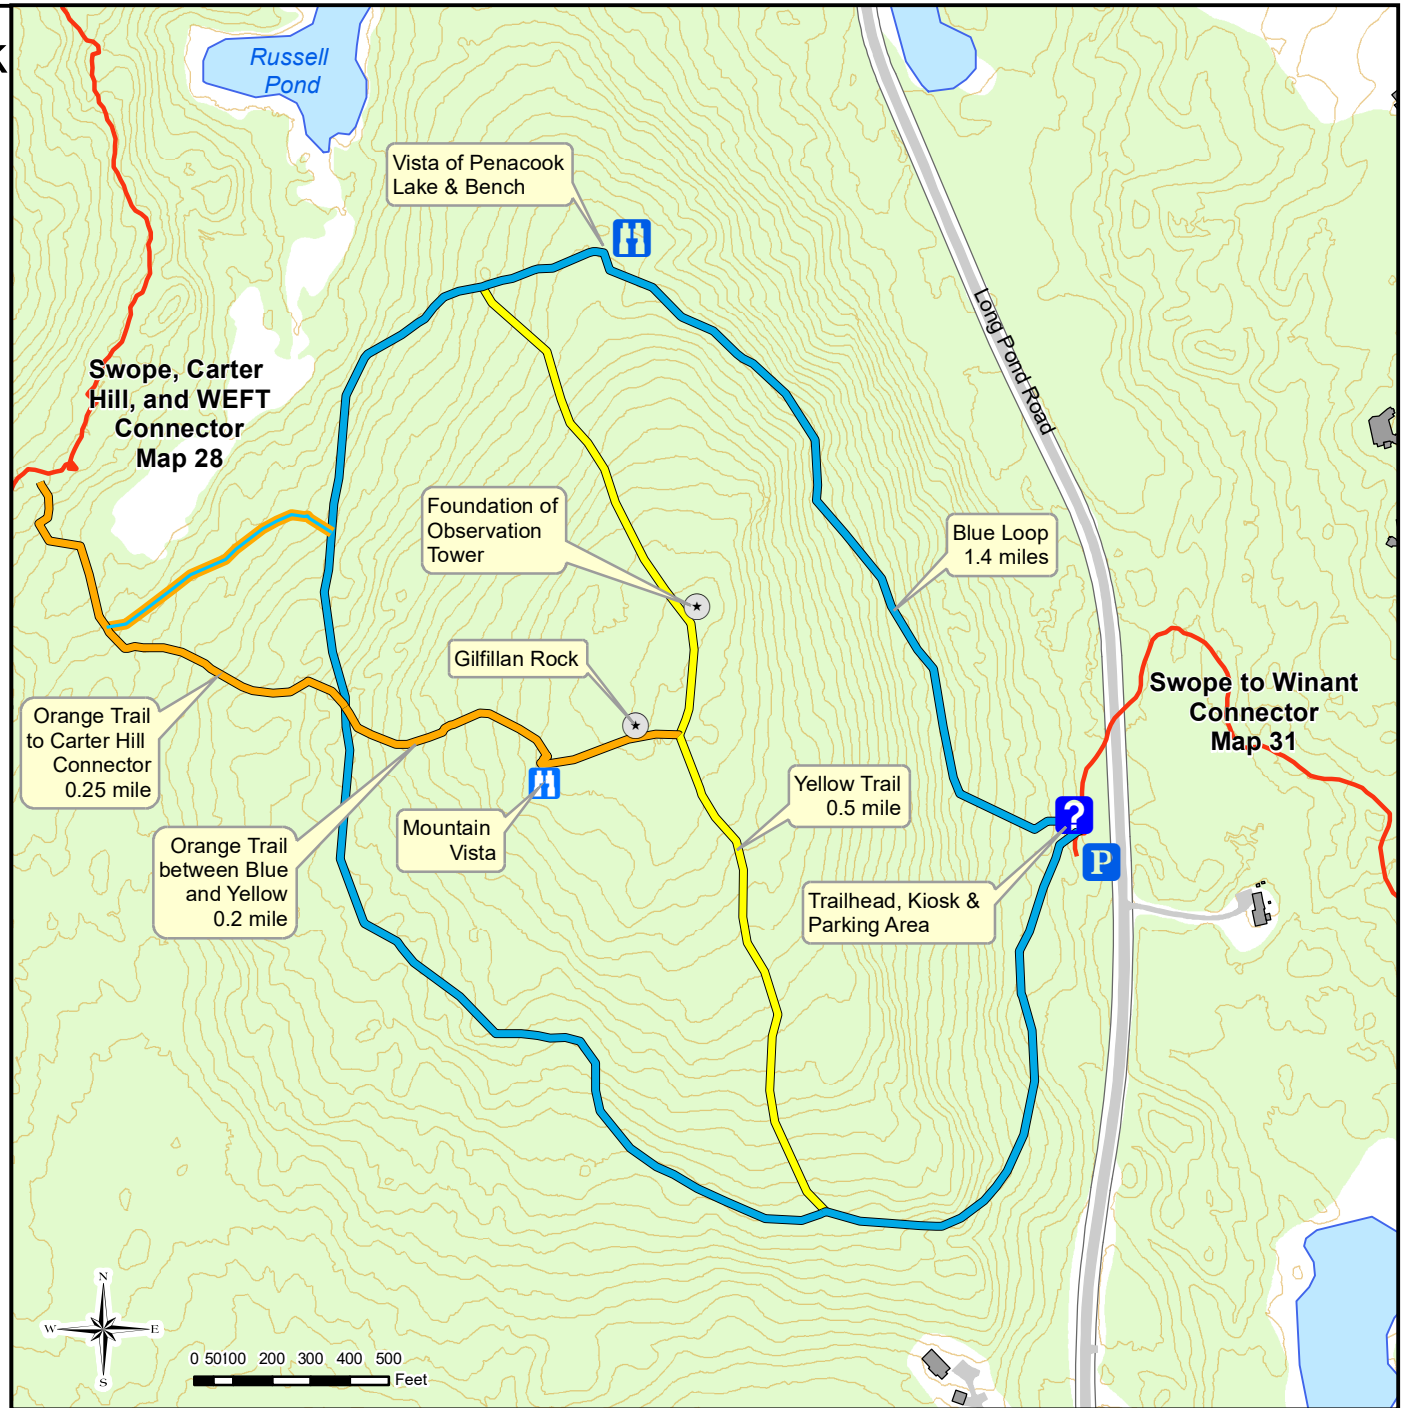 K
Russell
Pond
Vista of Penacook
Lake & Bench
Long Pond Road
Swope, Carter
Hill, and WEFT
Connector
Map 28
Foundation of
Observation
Tower
Blue Loop
1.4 miles
Gilfillan Rock
Swope to Winant
Connector
Map 31
Orange Trail
to Carter Hill
Connector
0.25 mile
Yellow Trail
0.5 mile
?
P
Mountain
Vista
Orange Trail
between Blue
and Yellow
0.2 mile
Trailhead, Kiosk &
Parking Area
N
W E
S
0 50 100 200 300 400 500
Feet